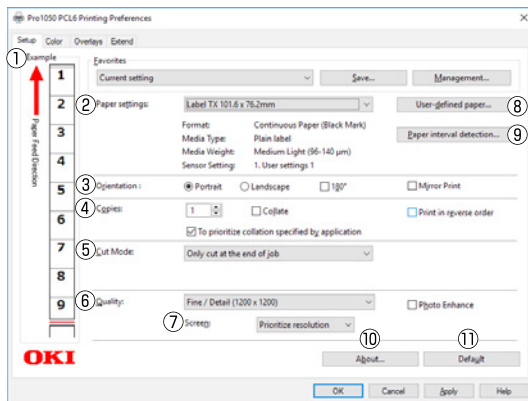 Pro1050 PCL6 Printing Preferences
Setup Color Overlays Extend
① Example
Favorites
Current setting Save... Management...
② Paper settings: Label TX 101.6 x 76.2mm User-defined paper... ⑧
Format: Continuous Paper (Black Mark)
Paper interval detection... ⑨
Media Type: Plain label
Media Weight: Medium Light (96-140 μm)
Sensor Setting: 1. User settings 1
③ Orientation : Portrait Landscape 180° Mirror Print
④ Copies: 1 Collate Print in reverse order
To prioritize collation specified by application
⑤ Cut Mode: Only cut at the end of job
⑥ Quality: Fine / Detail (1200 x 1200) Photo Enhance
⑦ Screen: Prioritize resolution
Paper Feed Direction
1
2
3
4
5
6
7
8
9
OKI
⑩ ⑪
About... Default
OK Cancel Apply Help